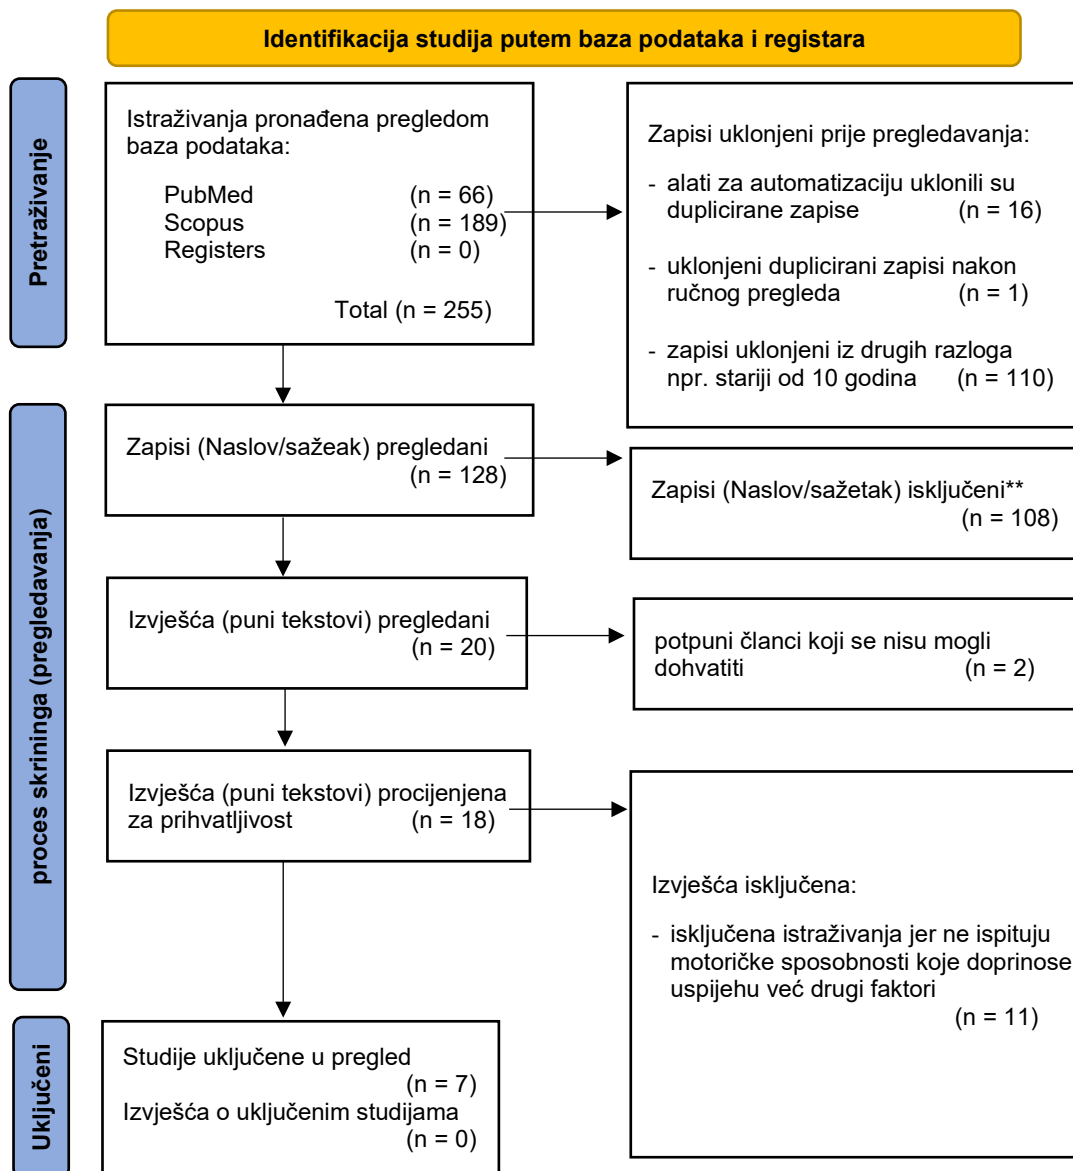 Identifikacija studija putem baza podataka i registara
Pretraživanje
Istraživanja pronađena pregledom
baza podataka:
PubMed (n = 66)
Scopus (n = 189)
Registers (n = 0)
Total (n = 255)
Zapisi uklonjeni prije pregledavanja:
- alati za automatizaciju uklonili su
duplicirane zapise (n = 16)
- uklonjeni duplicirani zapisi nakon
ručnog pregleda (n = 1)
- zapisi uklonjeni iz drugih razloga
npr. stariji od 10 godina (n = 110)
proces skrininga (pregledavanja)
Zapisi (Naslov/sažeak) pregledani
(n = 128)
Zapisi (Naslov/sažetak) isključeni**
(n = 108)
Izvješća (puni tekstovi) pregledani
(n = 20)
potpuni članci koji se nisu mogli
dohvatiti (n = 2)
Izvješća (puni tekstovi) procijenjena
za prihvatljivost (n = 18)
Izvješća isključena:
- isključena istraživanja jer ne ispituju
motoričke sposobnosti koje doprinose
uspijehu već drugi faktori
(n = 11)
Uključeni
Studije uključene u pregled
(n = 7)
Izvješća o uključenim studijama
(n = 0)